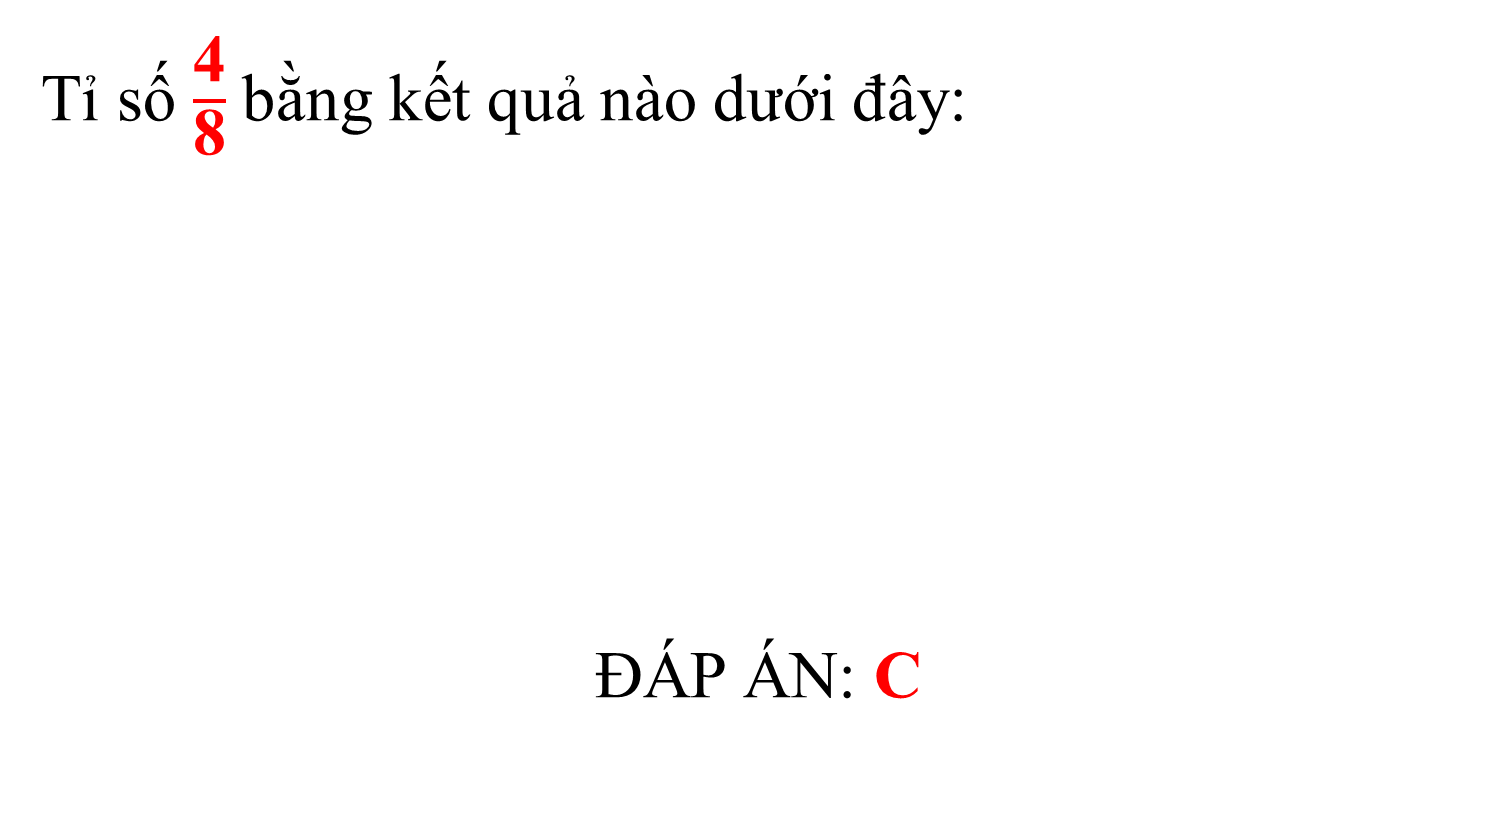 Tỉ số 4/8 bằng kết quả nào dưới đây:
ĐÁP ÁN: C